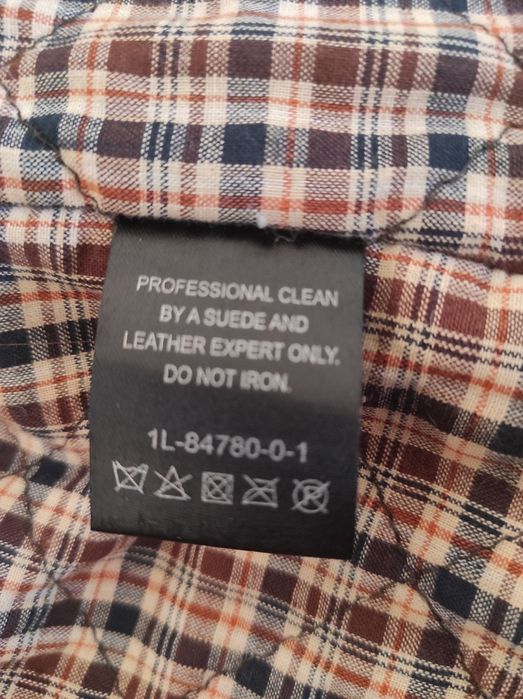 PROFESSIONAL CLEAN
BY A SUEDE AND
LEATHER EXPERT ONLY.
DO NOT IRON.
1L-84780-0-1